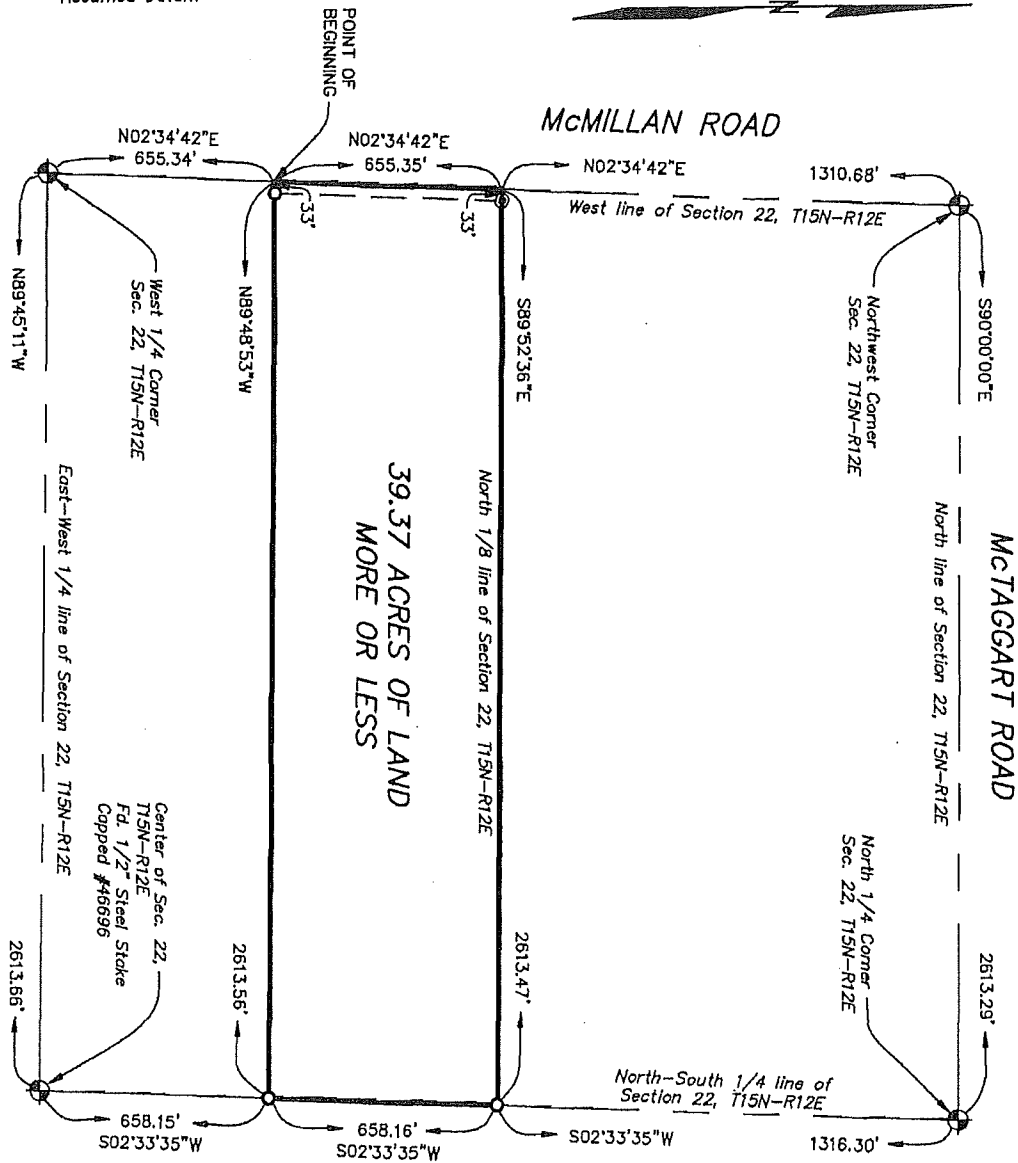 N
McMILLAN ROAD
McTAGGART ROAD
POINT OF
BEGINNING
N02°34'42"E
655.34'
N02°34'42"E
655.35'
N02°34'42"E
1310.68'
33'
33'
West line of Section 22, T15N-R12E
S90°00'00"E
Northwest Corner
Sec. 22, T15N-R12E
North line of Section 22, T15N-R12E
North 1/4 Corner
Sec. 22, T15N-R12E
2613.29'
S89°52'36"E
North 1/8 line of Section 22, T15N-R12E
2613.47'
39.37 ACRES OF LAND
MORE OR LESS
N89°48'53"W
2613.56'
West 1/4 Corner
Sec. 22, T15N-R12E
N89°45'11"W
East-West 1/4 line of Section 22, T15N-R12E
Center of Sec. 22,
T15N-R12E
Fd. 1/2" Steel Stake
Capped #46696
2613.66'
658.15'
S02°33'35"W
658.16'
S02°33'35"W
S02°33'35"W
North-South 1/4 line of
Section 22, T15N-R12E
1316.30'